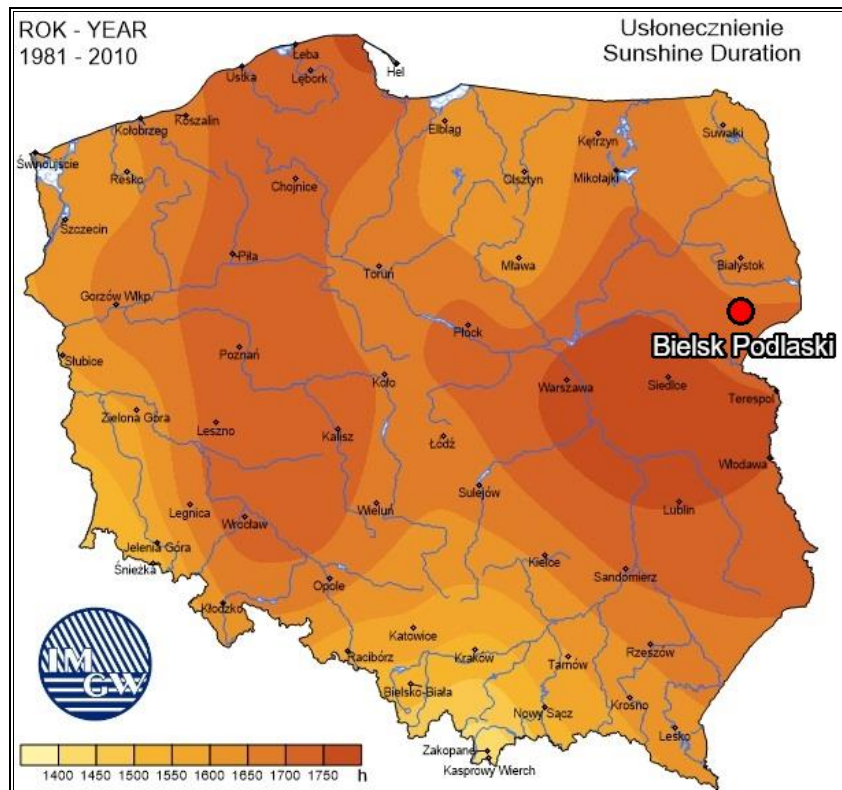 ROK - YEAR
1981 - 2010
Usłonecznienie
Sunshine Duration
Łeba
Hel
Ustka
Lębork
Koszalin
Kołobrzeg
Elbląg
Suwałki
Kętrzyn
Świnoujście
Resko
Chojnice
Olsztyn
Mikołajki
Szczecin
Piła
Toruń
Mława
Białystok
Gorzów Wlkp.
Płock
Bielsk Podlaski
Słubice
Poznań
Koło
Warszawa
Siedlce
Terespol
Zielona Góra
Leszno
Kalisz
Łódź
Włodawa
Legnica
Wrocław
Wieluń
Sulejów
Lublin
Jelenia Góra
Śnieżka
Opole
Kielce
Sandomierz
Kłodzko
Racibórz
Katowice
Kraków
Tarnów
Rzeszów
Bielsko-Biała
Nowy Sącz
Krosno
Lesko
Zakopane
Kasprowy Wierch
IM
GW
1400 1450 1500 1550 1600 1650 1700 1750 h